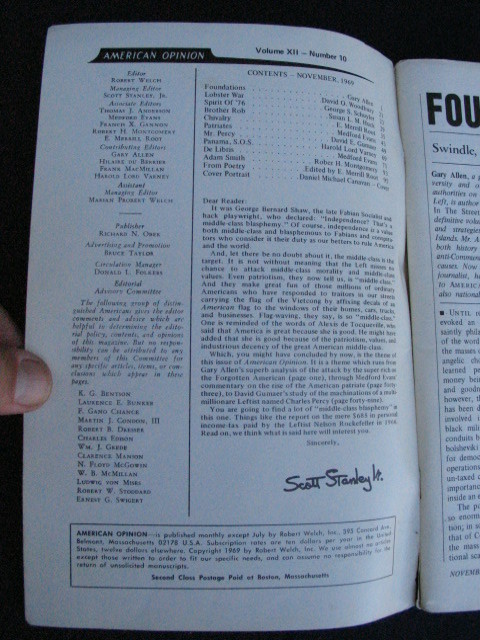 AMERICAN OPINION
Volume XII — Number 10
Editor
ROBERT WELCH
Managing Editor
SCOTT STANLEY, JR.
Associate Editors
THOMAS J. ANDERSON
MEDFORD EVANS
FRANCIS X. GANNON
ROBERT H. MONTGOMERY
E. MERRILL ROOT
Contributing Editors
GARY ALLEN
HILAIRE DU BERRIER
FRANK MACMILLAN
HAROLD LORD VARNEY
Assistant
Managing Editor
MARIAN PROBERT WELCH
Publisher
RICHARD N. OBER
Advertising and Promotion
BRUCE TAYLOR
Circulation Manager
DONALD L. FOLKERS
Editorial
Advisory Committee
The following group of distin-
guished Americans gives the editor
comments and advice which are
helpful to determining the edito-
rial policy, contents, and opinions
of this magazine. But no respon-
sibility can be attributed to any
members of this Committee for
any specific articles, items, or con-
clusions which appear in these
pages.
K. G. BENTSON
LAURENCE E. BUNKER
F. GANO CHANCE
MARTIN J. CONDON, III
ROBERT B. DRESSER
CHARLES EDISON
WM. J. GREDE
CLARENCE MANION
N. FLOYD MCGOWIN
W. B. MCMILLAN
LUDWIG VON MISES
ROBERT W. STODDARD
ERNEST G. SWIGERT
CONTENTS — NOVEMBER, 1969
Foundations Gary Allen 1
Lobster War David O. Woodbury
Spirit Of '76 George S. Schuyler
Brother Rob Susan L. M. Huck
Chivalry E. Merrill Root
Patriates Medford Evans
Mr. Percy David E. Gumaer
Panama, S.O.S. Harold Lord Varney
De Libris Medford Evans
Adam Smith Robert H. Montgomery
From Poetry Edited by E. Merrill Root
Cover Portrait Daniel Michael Canavan — Cover
Dear Reader:
It was George Bernard Shaw, the late Fabian Socialist and
hack playwright, who declared: "Independence? That's a
middle-class blasphemy." Of course, independence is a value
both middle-class and blasphemous to Fabians and conspira-
tors who consider it their duty as our betters to rule America
and the world.
And, let there be no doubt about it, the middle-class is the
target. It is not without meaning that the Left misses no
chance to attack middle-class morality and middle-class
values. Even patriotism, they now tell us, is "middle-class."
And they make great fun of those millions of ordinary
Americans who have responded to traitors in our streets
carrying the flag of the Vietcong by affixing decals of an
American flag to the windows of their homes, cars, trucks,
and businesses. Flag waving, they say, is so "middle-class."
One is reminded of the words of Alexis de Tocqueville, who
said that America is great because she is good. He might have
added that she is good because of the patriotism, values, and
industrious decency of the great American middle-class.
Which, you might have concluded by now, is the theme of
this issue of American Opinion. It is a theme which runs from
Gary Allen's superb analysis of the attack by the super rich on
the Forgotten American (page one), through Medford Evans'
commentary on the rise of the American patriate (page forty-
three), to David Gumaer's study of the machinations of a multi-
millionaire Leftist named Charles Percy (page forty-nine).
You are going to find a lot of "middle-class blasphemy" in
this one. Things like the report on the mere $685 in personal
income-tax paid by the Leftist Nelson Rockefeller in 1968.
Read on, we think what is said here will interest you.
Sincerely,
Scott Stanley Jr.
AMERICAN OPINION—is published monthly except July by Robert Welch, Inc., 395 Concord Ave.,
Belmont, Massachusetts 02178 U.S.A. Subscription rates are ten dollars per year in the United
States, twelve dollars elsewhere. Copyright 1969 by Robert Welch, Inc. We use almost no articles
except those written to order to fit our specific needs, and can assume no responsibility for the
return of unsolicited manuscripts.
Second Class Postage Paid at Boston, Massachusetts
FOU
Swindle,
Gary Allen, a
versity and o
authorities on
Left, is author
In The Street
definitive
and strategies
Islands. Mr. A
both history
anti-Commun
causes. Now
journalist, h
to AMERICA
also national
■ UNTIL
evoked an
santly phila
of the word
the masses
angelic ch
learned pr
money bein
and goodn
however, th
has been d
involved i
black mili
conducts b
bolsheviki
for democ
operations
un-taxed
importanc
inside an
The po
so enorm
tion; in s
that of C
the mass
tional sca
NOVEMB